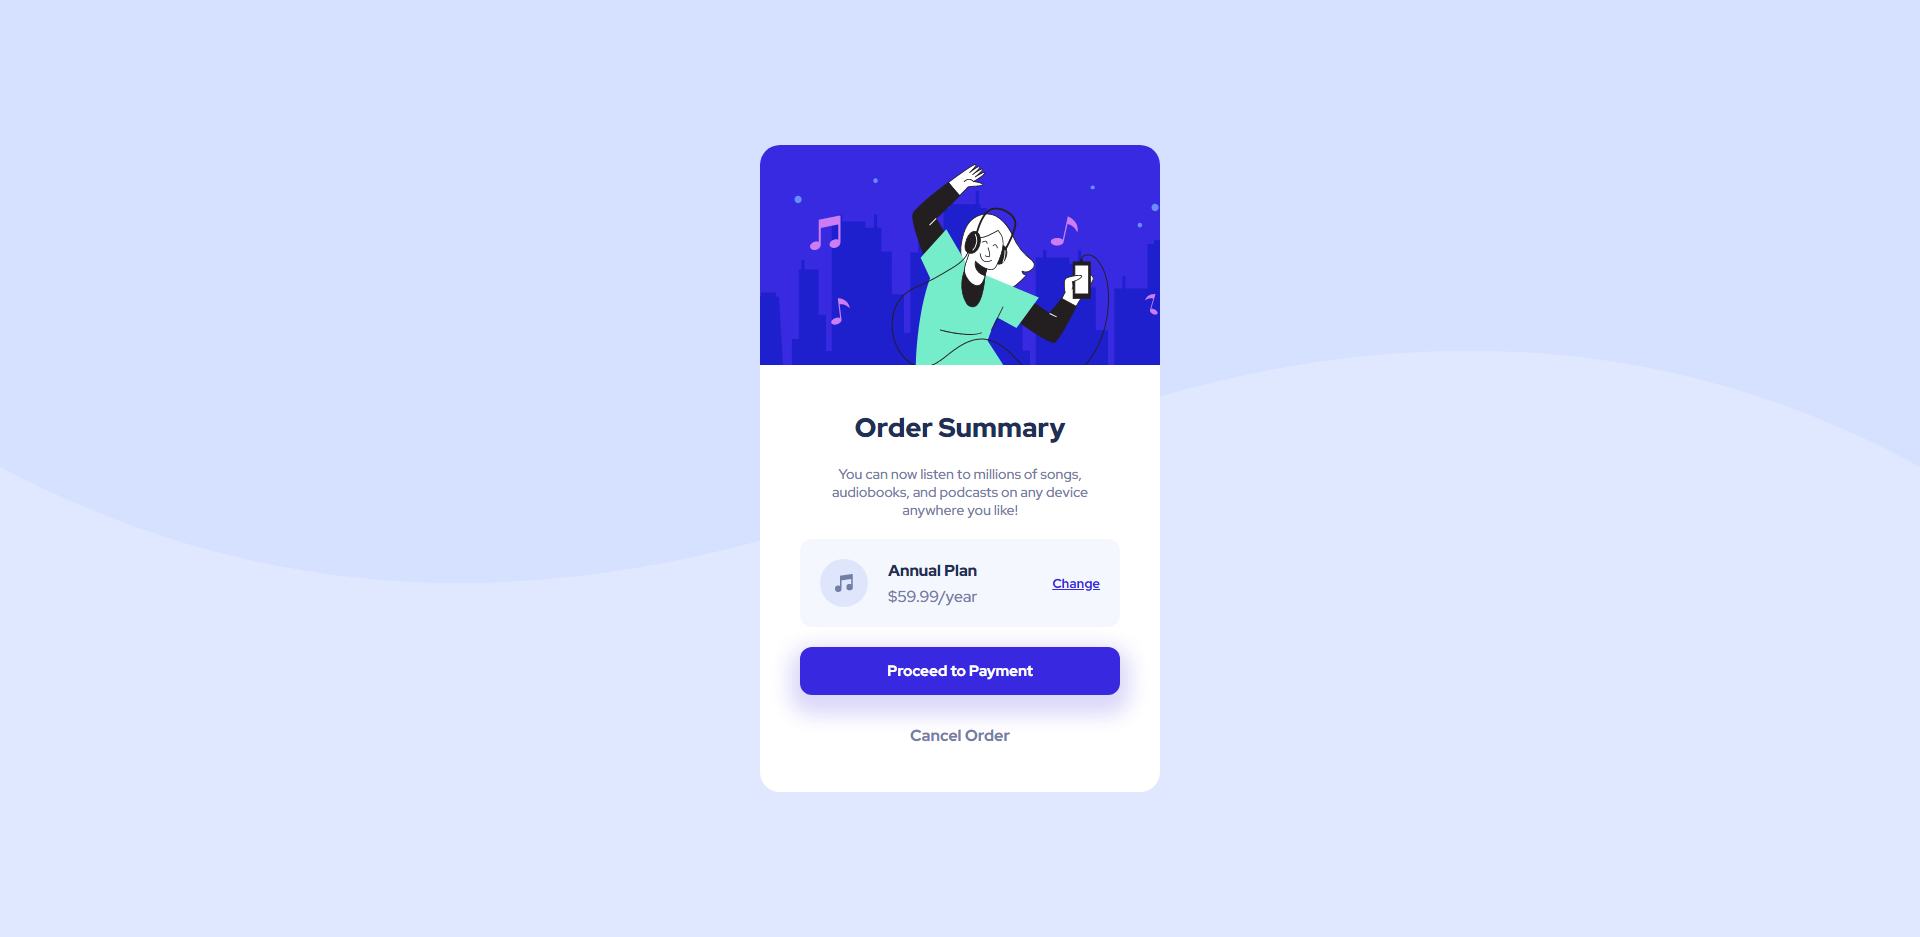 Order Summary
You can now listen to millions of songs,
audiobooks, and podcasts on any device
anywhere you like!
Annual Plan
$59.99/year
Change
Proceed to Payment
Cancel Order